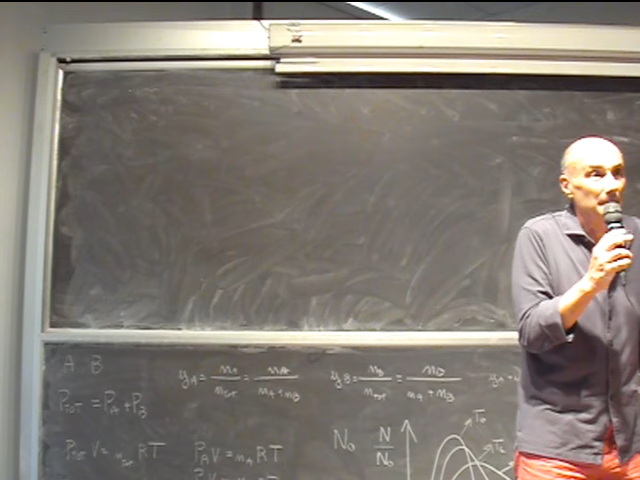 A B
y_A = n_A / n_TOT = n_A / (n_A + n_B)
y_B = n_B / n_TOT = n_B / (n_A + n_B)
P_TOT = P_A + P_B
P_TOT V = n_TOT RT
P_A V = n_A RT
N_0
N / N_0